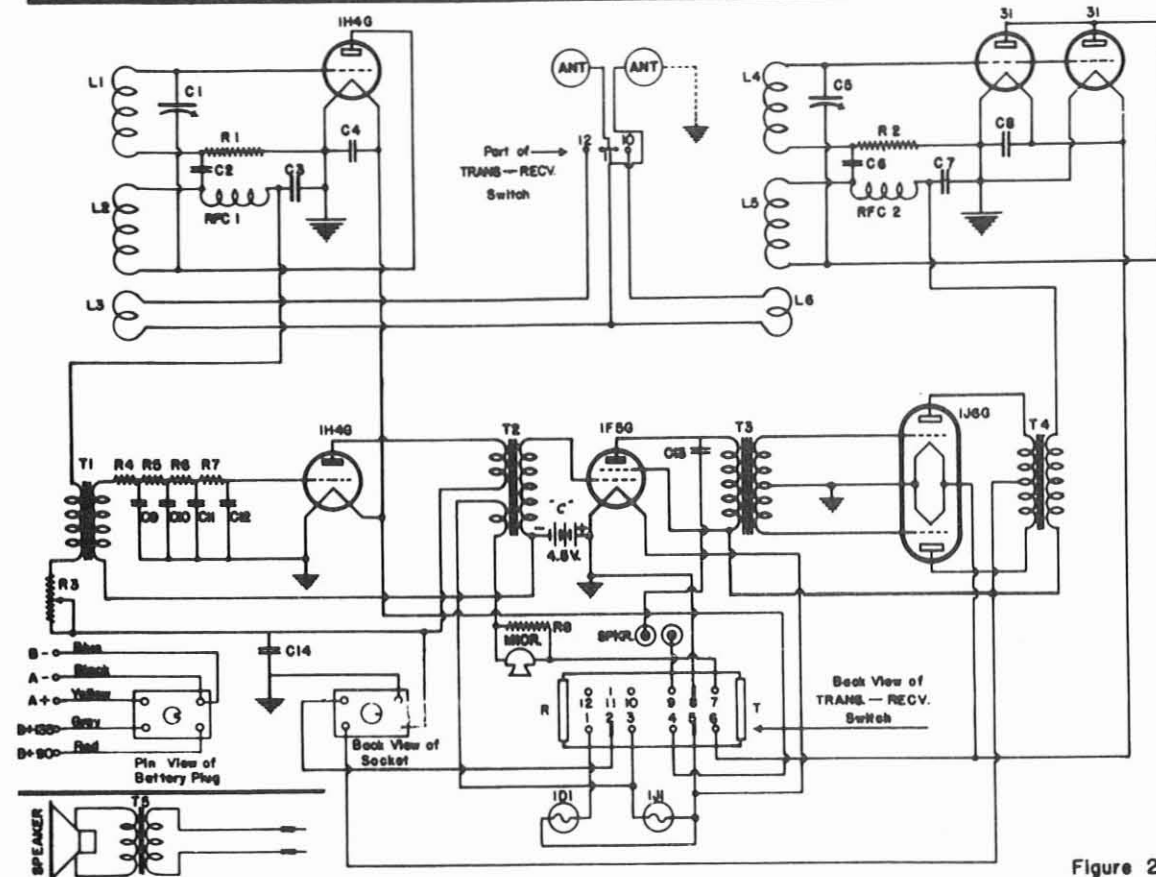 1H4G
31
31
L1
C1
C4
R1
C2
C3
L2
RFC 1
L3
ANT
ANT
12
10
Part of
TRANS—RECV.
Switch
L4
C5
C8
R2
C6
C7
L5
RFC 2
L6
T1
R4
R5
R6
R7
C9
C10
C11
C12
1H4G
T2
1F5G
C13
T3
1J6G
T4
"C"
- +
4.5V.
R3
C14
MICR.
SPKR.
B-
Blue
A-
Black
A+
Yellow
B+135
Grey
B+90
Red
Pin View of
Battery Plug
Back View of
Socket
R
12 11 10 9 8 7
1 2 3 4 5 6
T
Back View of
TRANS.—RECV.
Switch
1D1
1J1
SPEAKER
T5
Figure 2